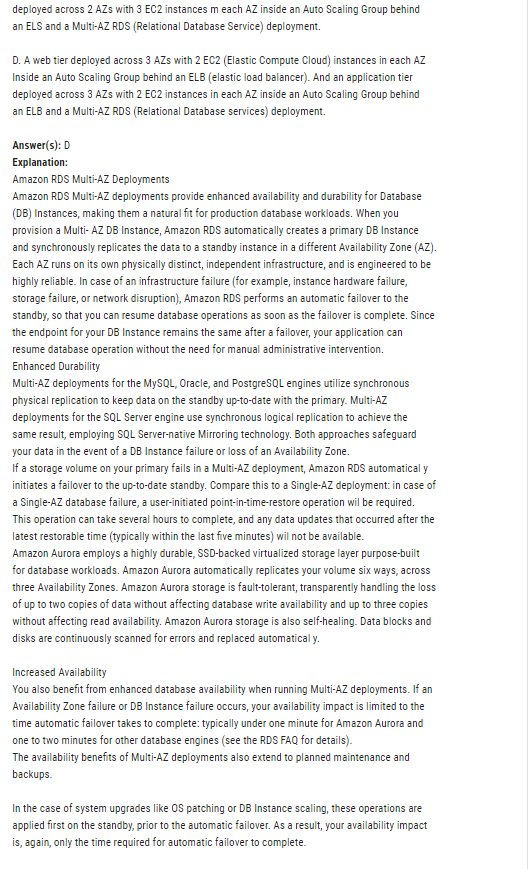 deployed across 2 AZs with 3 EC2 instances m each AZ inside an Auto Scaling Group behind
an ELS and a Multi-AZ RDS (Relational Database Service) deployment.
D. A web tier deployed across 3 AZs with 2 EC2 (Elastic Compute Cloud) instances in each AZ
Inside an Auto Scaling Group behind an ELB (elastic load balancer). And an application tier
deployed across 3 AZs with 2 EC2 instances in each AZ inside an Auto Scaling Group behind
an ELB and a Multi-AZ RDS (Relational Database services) deployment.
Answer(s): D
Explanation:
Amazon RDS Multi-AZ Deployments
Amazon RDS Multi-AZ deployments provide enhanced availability and durability for Database
(DB) Instances, making them a natural fit for production database workloads. When you
provision a Multi- AZ DB Instance, Amazon RDS automatically creates a primary DB Instance
and synchronously replicates the data to a standby instance in a different Availability Zone (AZ).
Each AZ runs on its own physically distinct, independent infrastructure, and is engineered to be
highly reliable. In case of an infrastructure failure (for example, instance hardware failure,
storage failure, or network disruption), Amazon RDS performs an automatic failover to the
standby, so that you can resume database operations as soon as the failover is complete. Since
the endpoint for your DB Instance remains the same after a failover, your application can
resume database operation without the need for manual administrative intervention.
Enhanced Durability
Multi-AZ deployments for the MySQL, Oracle, and PostgreSQL engines utilize synchronous
physical replication to keep data on the standby up-to-date with the primary. Multi-AZ
deployments for the SQL Server engine use synchronous logical replication to achieve the
same result, employing SQL Server-native Mirroring technology. Both approaches safeguard
your data in the event of a DB Instance failure or loss of an Availability Zone.
If a storage volume on your primary fails in a Multi-AZ deployment, Amazon RDS automatical y
initiates a failover to the up-to-date standby. Compare this to a Single-AZ deployment: in case of
a Single-AZ database failure, a user-initiated point-in-time-restore operation wil be required.
This operation can take several hours to complete, and any data updates that occurred after the
latest restorable time (typically within the last five minutes) wil not be available.
Amazon Aurora employs a highly durable, SSD-backed virtualized storage layer purpose-built
for database workloads. Amazon Aurora automatically replicates your volume six ways, across
three Availability Zones. Amazon Aurora storage is fault-tolerant, transparently handling the loss
of up to two copies of data without affecting database write availability and up to three copies
without affecting read availability. Amazon Aurora storage is also self-healing. Data blocks and
disks are continuously scanned for errors and replaced automatical y.
Increased Availability
You also benefit from enhanced database availability when running Multi-AZ deployments. If an
Availability Zone failure or DB Instance failure occurs, your availability impact is limited to the
time automatic failover takes to complete: typically under one minute for Amazon Aurora and
one to two minutes for other database engines (see the RDS FAQ for details).
The availability benefits of Multi-AZ deployments also extend to planned maintenance and
backups.
In the case of system upgrades like OS patching or DB Instance scaling, these operations are
applied first on the standby, prior to the automatic failover. As a result, your availability impact
is, again, only the time required for automatic failover to complete.